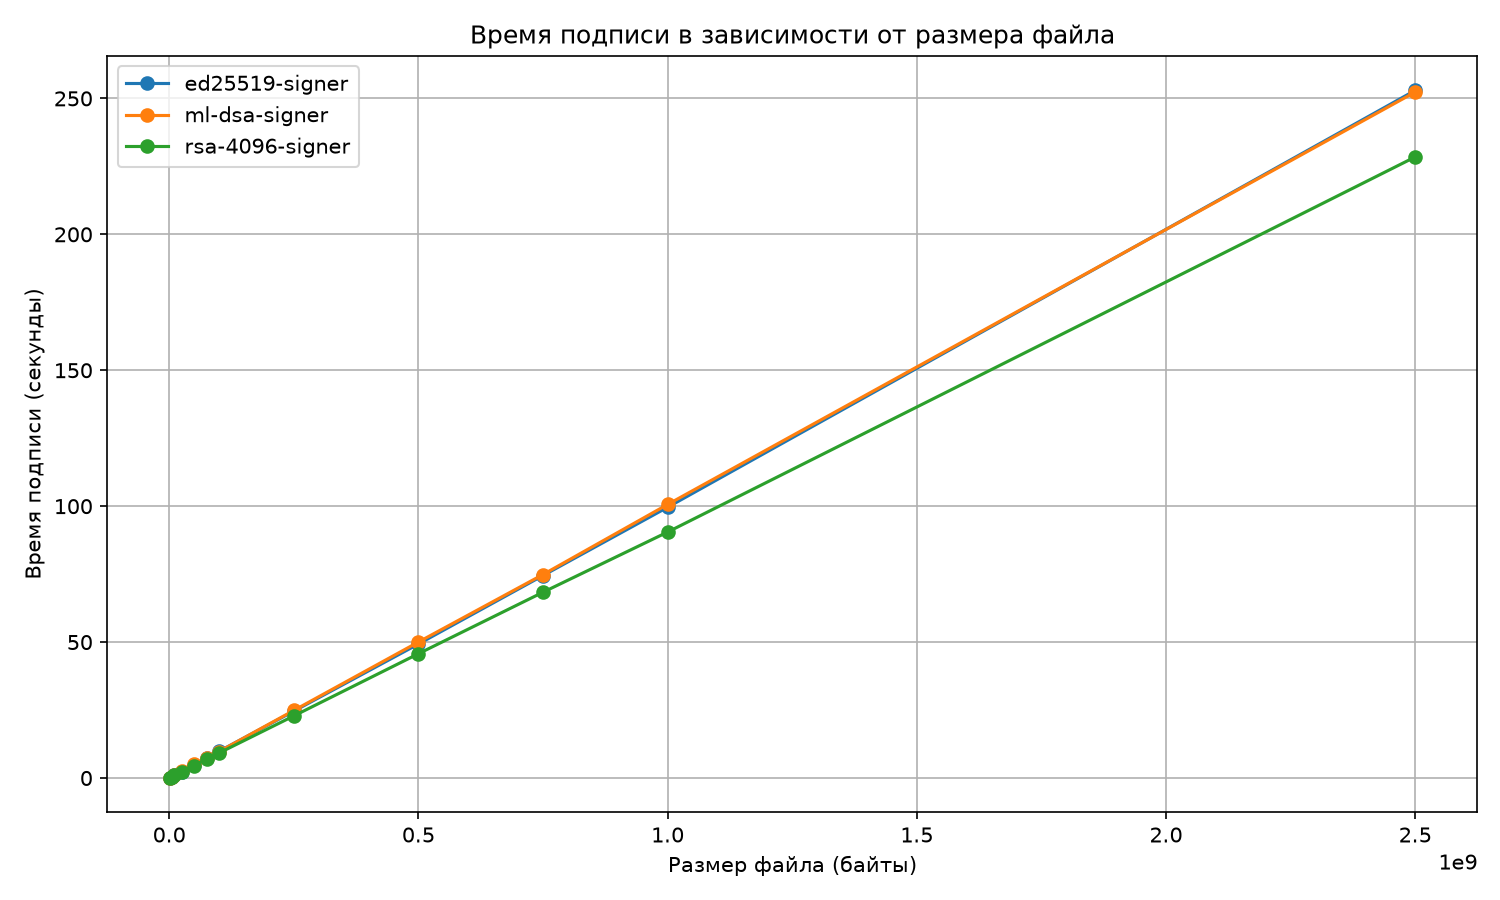 Время подписи в зависимости от размера файла
ed25519-signer
ml-dsa-signer
rsa-4096-signer
Время подписи (секунды)
250
200
150
100
50
0
0.0 0.5 1.0 1.5 2.0 2.5
1e9
Размер файла (байты)